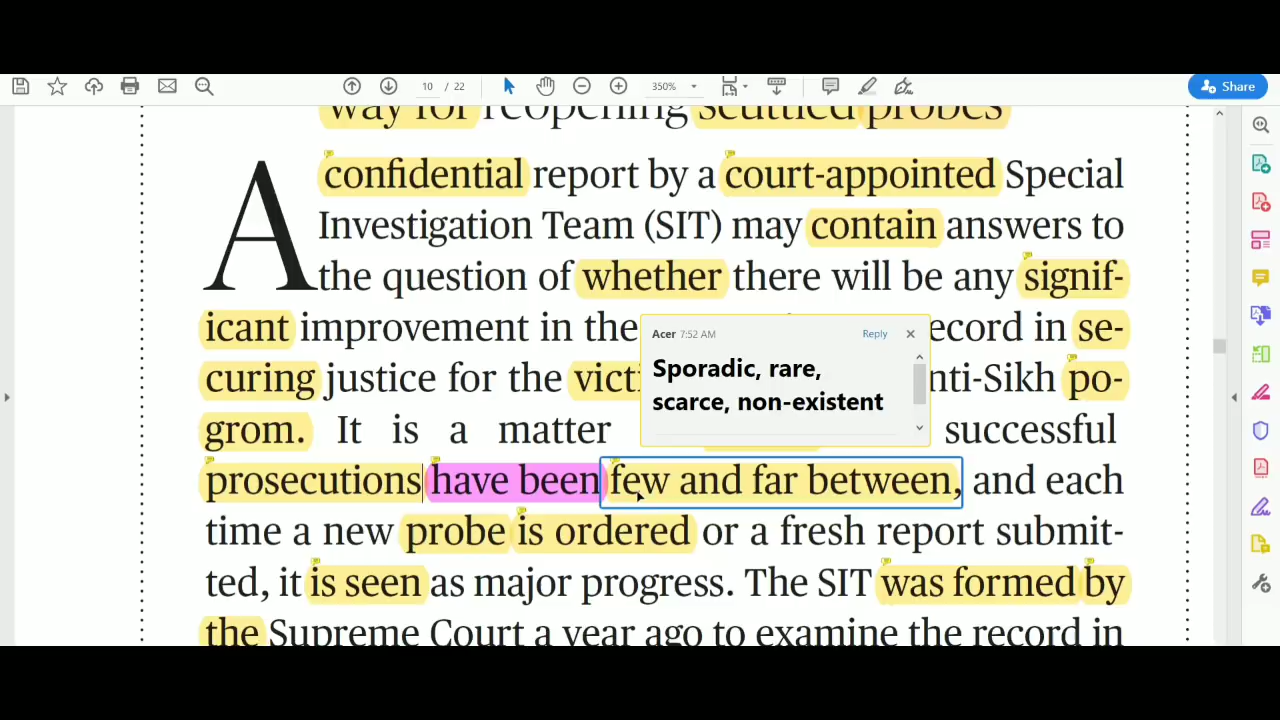 10 / 22
350%
Share
way for reopening scuttled probes
A confidential report by a court-appointed Special
Investigation Team (SIT) may contain answers to
the question of whether there will be any signif-
icant improvement in the
ecord in se-
curing justice for the
nti-Sikh po-
grom. It is a matter
successful
prosecutions have been few and far between, and each
time a new probe is ordered or a fresh report submit-
ted, it is seen as major progress. The SIT was formed by
the Supreme Court a year ago to examine the record in
Acer 7:52 AM
Reply
Sporadic, rare,
scarce, non-existent